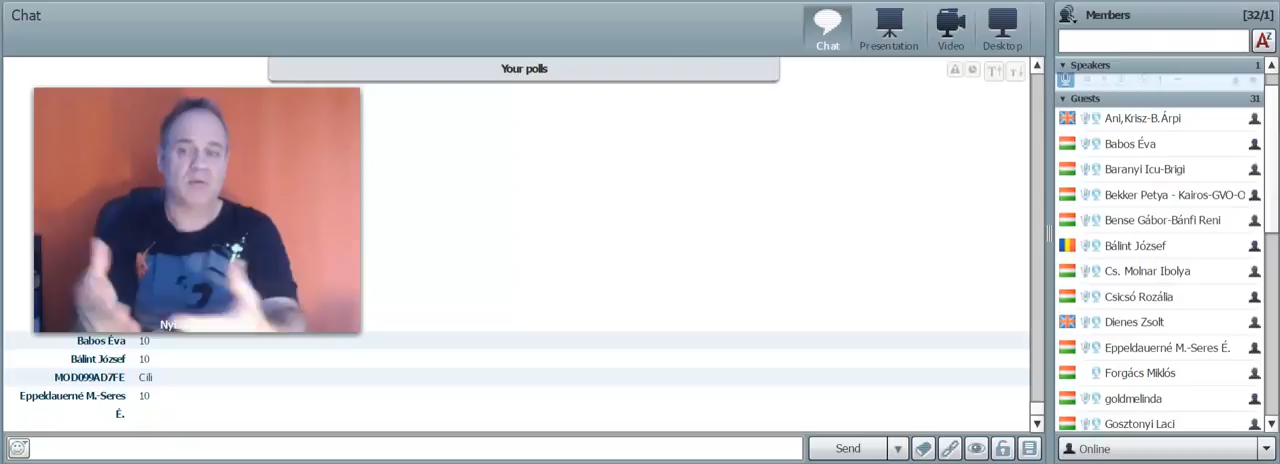 Chat
Chat
Presentation
Video
Desktop
Your polls
Nyi
Babos Éva 10
Bálint József 10
MOD099AD7FE Cili
Eppeldauerné M.-Seres É. 10
Send
Members [32/1]
Speakers 1
Guests 31
Ani,Krisz-B.Árpi
Babos Éva
Baranyi Icu-Brigi
Bekker Petya - Kairos-GVO-O
Bense Gábor-Bánfi Reni
Bálint József
Cs. Molnar Ibolya
Csicsó Rozália
Dienes Zsolt
Eppeldauerné M.-Seres É.
Forgács Miklós
goldmelinda
Gosztonyi Laci
Online